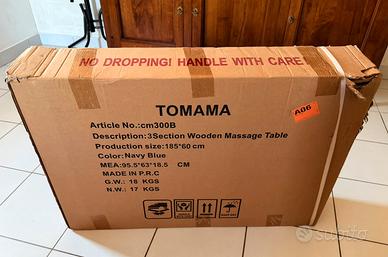 NO DROPPING! HANDLE WITH CARE
TOMAMA
A06
Article No.:cm300B
Description:3Section Wooden Massage Table
Production size:185*60 cm
Color:Navy Blue
MEA:95.5*63*18.5 CM
MADE IN P.R.C
G.W.: 18 KGS
N.W.: 17 KGS
subito